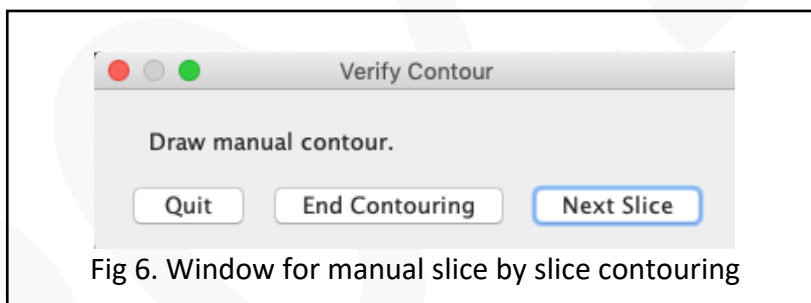 Verify Contour
Draw manual contour.
Quit End Contouring Next Slice
Fig 6. Window for manual slice by slice contouring